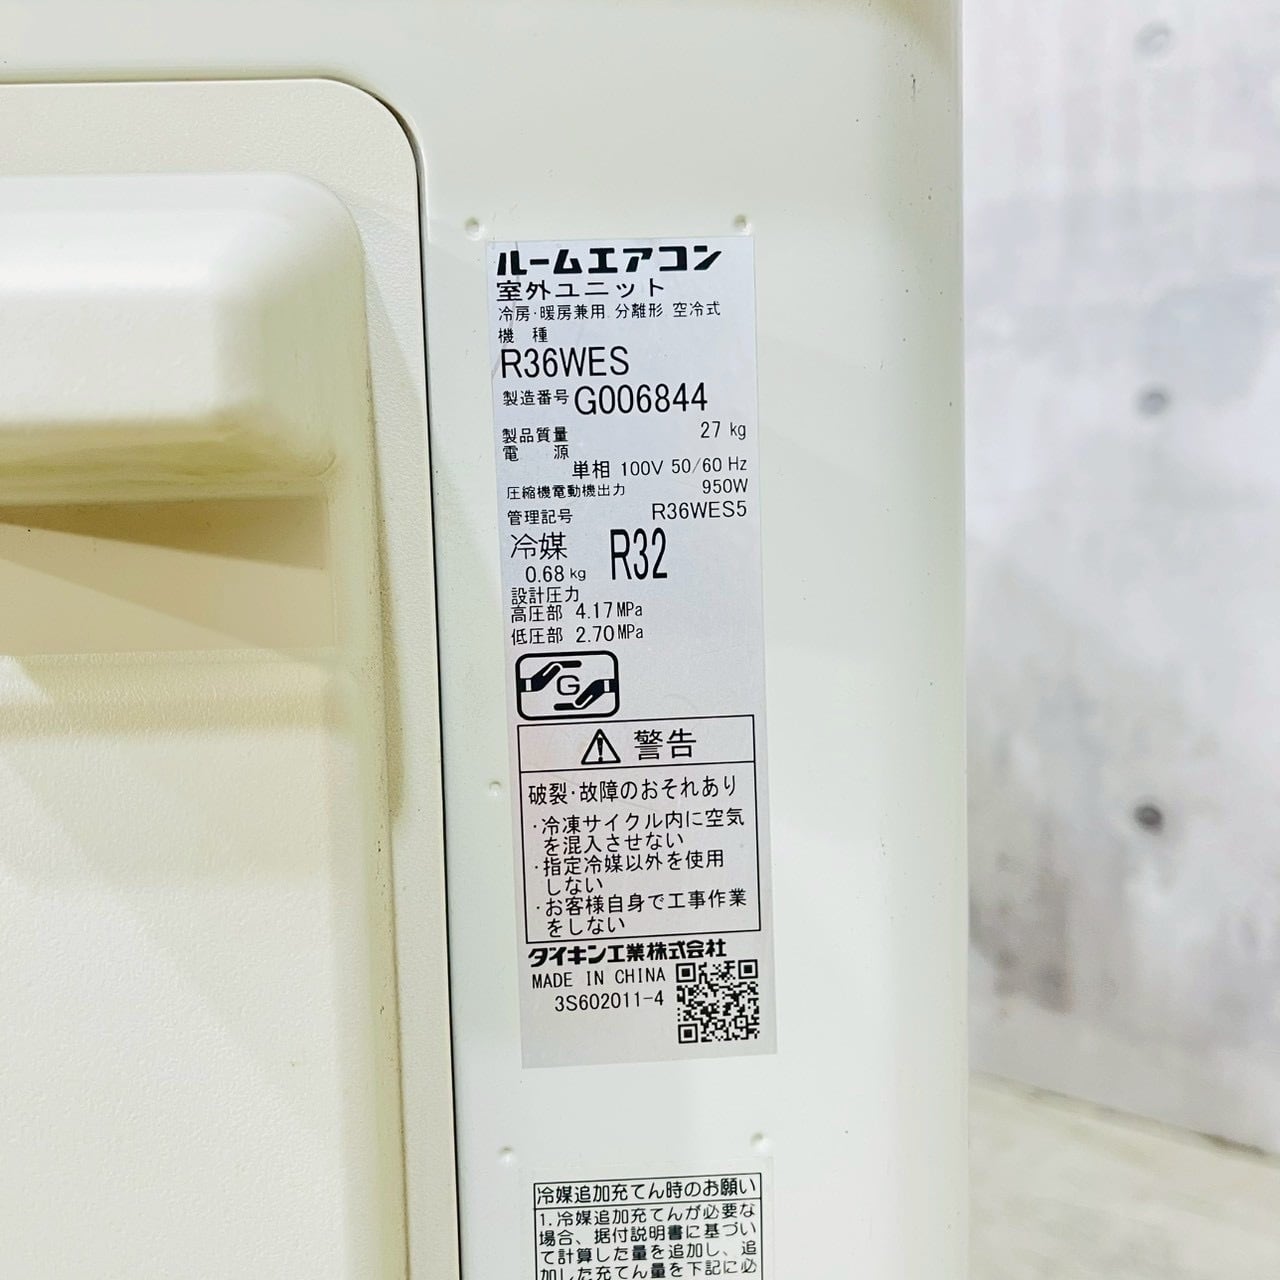 ルームエアコン
室外ユニット
冷房・暖房兼用 分離形 空冷式
機 種
R36WES
製造番号 G006844
製品質量 27 kg
電 源
単相 100V 50/60 Hz
圧縮機電動機出力 950W
管理記号 R36WES5
冷媒 R32
0.68 kg
設計圧力
高圧部 4.17 MPa
低圧部 2.70 MPa
G
警告
破裂・故障のおそれあり
・冷凍サイクル内に空気
を混入させない
・指定冷媒以外を使用
しない
・お客様自身で工事作業
をしない
ダイキン工業株式会社
MADE IN CHINA
3S602011-4
冷媒追加充てん時のお願い
1.冷媒追加充てんが必要な
場合、据付説明書に基づい
て計算した量を追加し、追
加した充てん量を下記に必